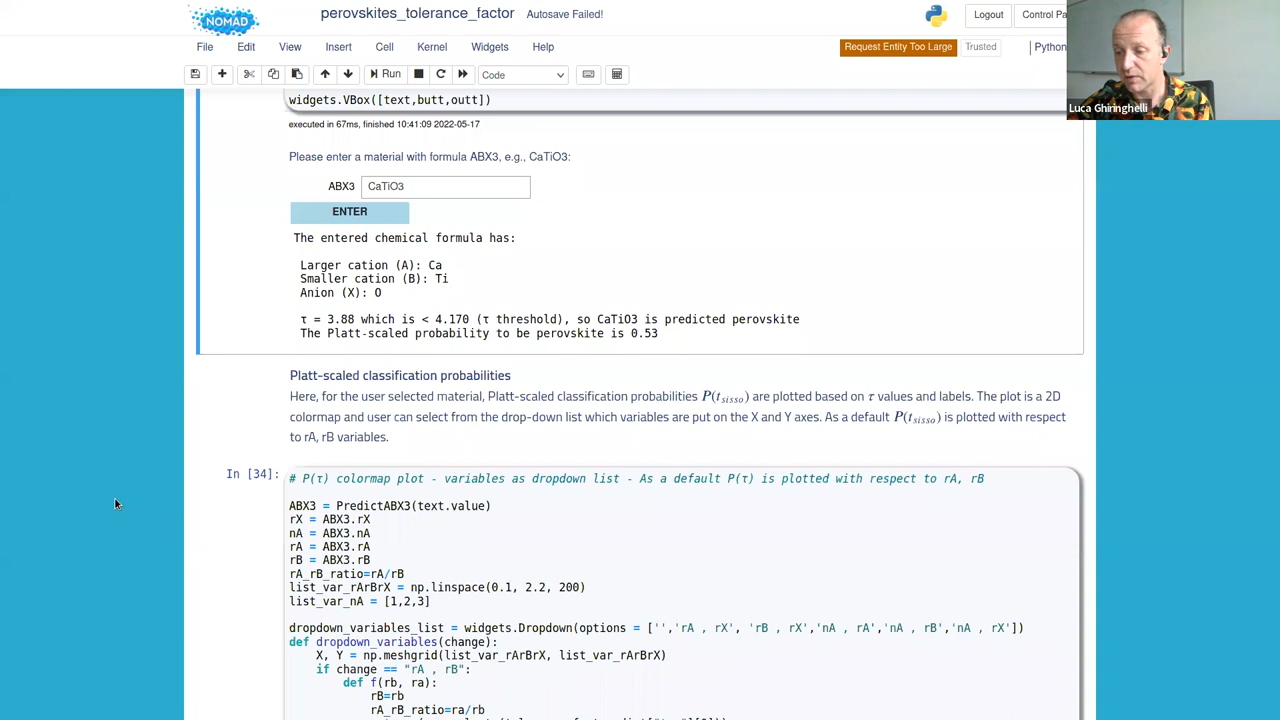 NOMAD
perovskites_tolerance_factor
Autosave Failed!
Logout
Control Pa
File Edit View Insert Cell Kernel Widgets Help
Request Entity Too Large
Trusted
Python
Run
Code
Luca Ghiringhelli
widgets.VBox([text,butt,outt])
executed in 67ms, finished 10:41:09 2022-05-17
Please enter a material with formula ABX3, e.g., CaTiO3:
ABX3 CaTiO3
ENTER
The entered chemical formula has:
Larger cation (A): Ca
Smaller cation (B): Ti
Anion (X): O
τ = 3.88 which is < 4.170 (τ threshold), so CaTiO3 is predicted perovskite
The Platt-scaled probability to be perovskite is 0.53
Platt-scaled classification probabilities
Here, for the user selected material, Platt-scaled classification probabilities P(t_sisso) are plotted based on τ values and labels. The plot is a 2D
colormap and user can select from the drop-down list which variables are put on the X and Y axes. As a default P(t_sisso) is plotted with respect
to rA, rB variables.
In [34]:
# P(τ) colormap plot - variables as dropdown list - As a default P(τ) is plotted with respect to rA, rB
ABX3 = PredictABX3(text.value)
rX = ABX3.rX
nA = ABX3.nA
rA = ABX3.rA
rB = ABX3.rB
rA_rB_ratio=rA/rB
list_var_rArBrX = np.linspace(0.1, 2.2, 200)
list_var_nA = [1,2,3]
dropdown_variables_list = widgets.Dropdown(options = ['','rA , rX', 'rB , rX','nA , rA','nA , rB','nA , rX'])
def dropdown_variables(change):
X, Y = np.meshgrid(list_var_rArBrX, list_var_rArBrX)
if change == "rA , rB":
def f(rb, ra):
rB=rb
rA_rB_ratio=ra/rb